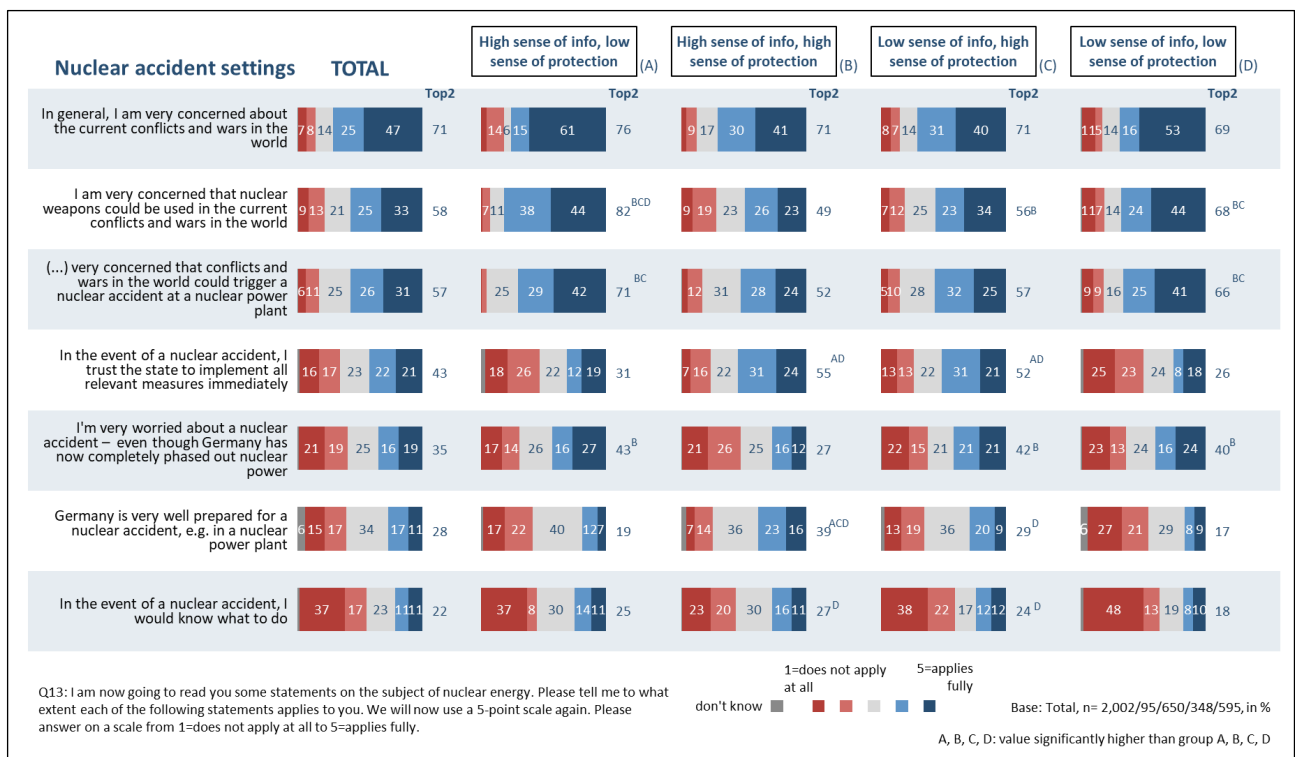 High sense of info, low
sense of protection (A)
High sense of info, high
sense of protection (B)
Low sense of info, high
sense of protection (C)
Low sense of info, low
sense of protection (D)
Nuclear accident settings TOTAL
Top2 Top2 Top2 Top2 Top2
In general, I am very concerned about
the current conflicts and wars in the
world
7 8 14 25 47 71
14 6 15 61 76
9 17 30 41 71
8 7 14 31 40 71
11 5 14 16 53 69
I am very concerned that nuclear
weapons could be used in the current
conflicts and wars in the world
9 13 21 25 33 58
7 11 38 44 82 BCD
9 19 23 26 23 49
7 12 25 23 34 56 B
11 7 14 24 44 68 BC
(...) very concerned that conflicts and
wars in the world could trigger a
nuclear accident at a nuclear power
plant
6 11 25 26 31 57
25 29 42 71 BC
12 31 28 24 52
5 10 28 32 25 57
9 9 16 25 41 66 BC
In the event of a nuclear accident, I
trust the state to implement all
relevant measures immediately
16 17 23 22 21 43
18 26 22 12 19 31
7 16 22 31 24 55 AD
13 13 22 31 21 52 AD
25 23 24 8 18 26
I'm very worried about a nuclear
accident – even though Germany has
now completely phased out nuclear
power
21 19 25 16 19 35
17 14 26 16 27 43 B
21 26 25 16 12 27
22 15 21 21 21 42 B
23 13 24 16 24 40 B
Germany is very well prepared for a
nuclear accident, e.g. in a nuclear
power plant
6 15 17 34 17 11 28
17 22 40 12 7 19
7 14 36 23 16 39 ACD
13 19 36 20 9 29 D
6 27 21 29 8 9 17
In the event of a nuclear accident, I
would know what to do
37 17 23 11 11 22
37 8 30 14 11 25
23 20 30 16 11 27 D
38 22 17 12 12 24 D
48 13 19 8 10 18
Q13: I am now going to read you some statements on the subject of nuclear energy. Please tell me to what
extent each of the following statements applies to you. We will now use a 5-point scale again. Please
answer on a scale from 1=does not apply at all to 5=applies fully.
1=does not apply
at all
5=applies
fully
don't know
Base: Total, n= 2,002/95/650/348/595, in %
A, B, C, D: value significantly higher than group A, B, C, D